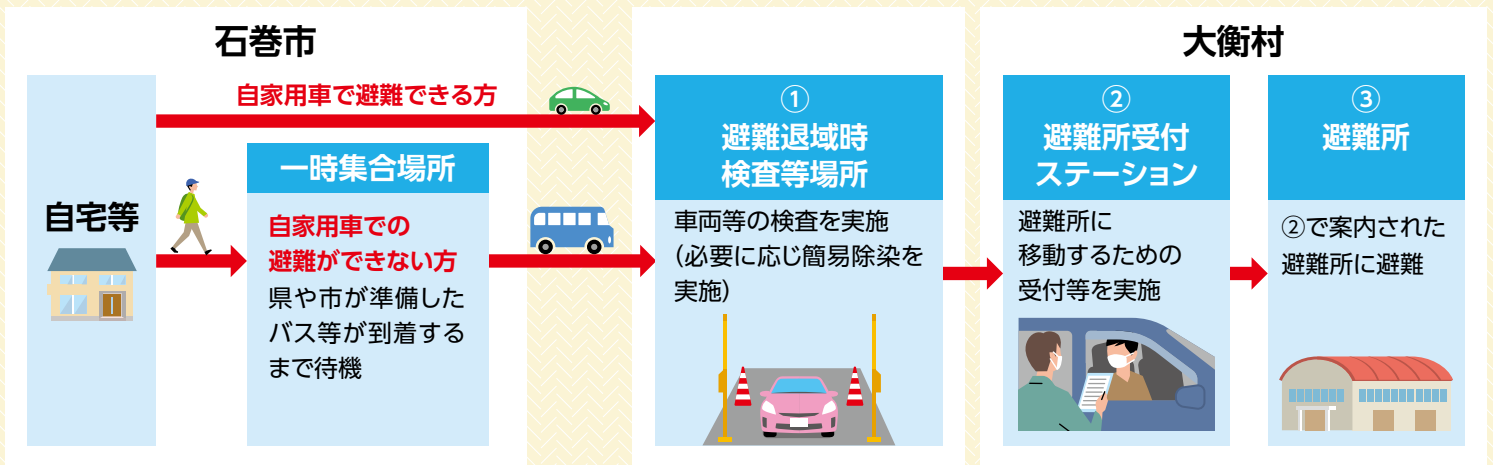 石巻市
自家用車で避難できる方
自宅等
一時集合場所
自家用車での
避難ができない方
県や市が準備した
バス等が到着する
まで待機
①
避難退域時
検査等場所
車両等の検査を実施
(必要に応じ簡易除染を
実施)
大衡村
②
避難所受付
ステーション
避難所に
移動するための
受付等を実施
③
避難所
②で案内された
避難所に避難